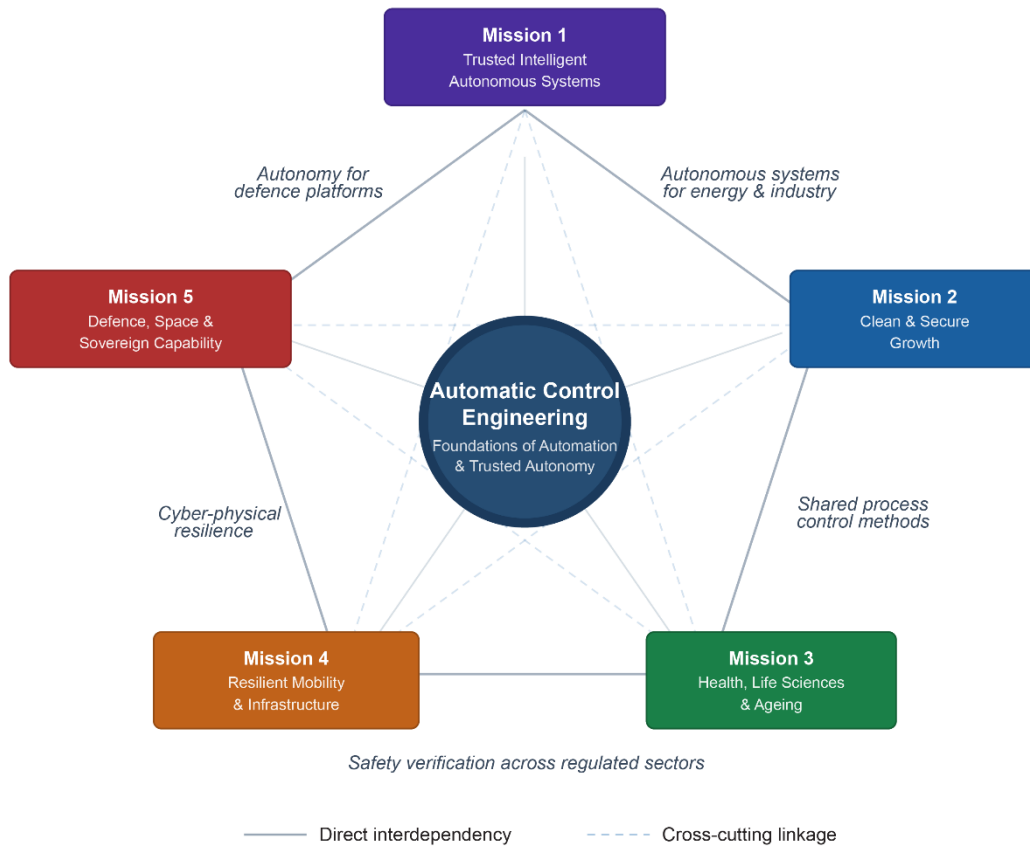 Mission 1
Trusted Intelligent
Autonomous Systems
Autonomy for
defence platforms
Autonomous systems
for energy & industry
Mission 5
Defence, Space &
Sovereign Capability
Mission 2
Clean & Secure
Growth
Automatic Control
Engineering
Foundations of Automation
& Trusted Autonomy
Cyber-physical
resilience
Shared process
control methods
Mission 4
Resilient Mobility
& Infrastructure
Mission 3
Health, Life Sciences
& Ageing
Safety verification across regulated sectors
Direct interdependency
Cross-cutting linkage